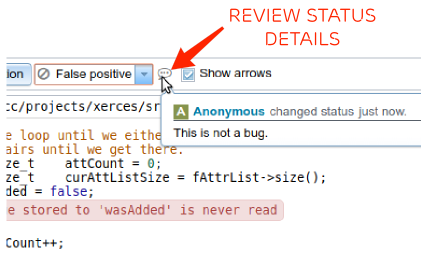 REVIEW STATUS
DETAILS
tion False positive Show arrows
cc/projects/xerces/sr
A Anonymous changed status just now.
This is not a bug.
e loop until we eithe
airs until we get there.
ze_t attCount = 0;
ze_t curAttListSize = fAttrList->size();
ded = false;
e stored to 'wasAdded' is never read
Count++;